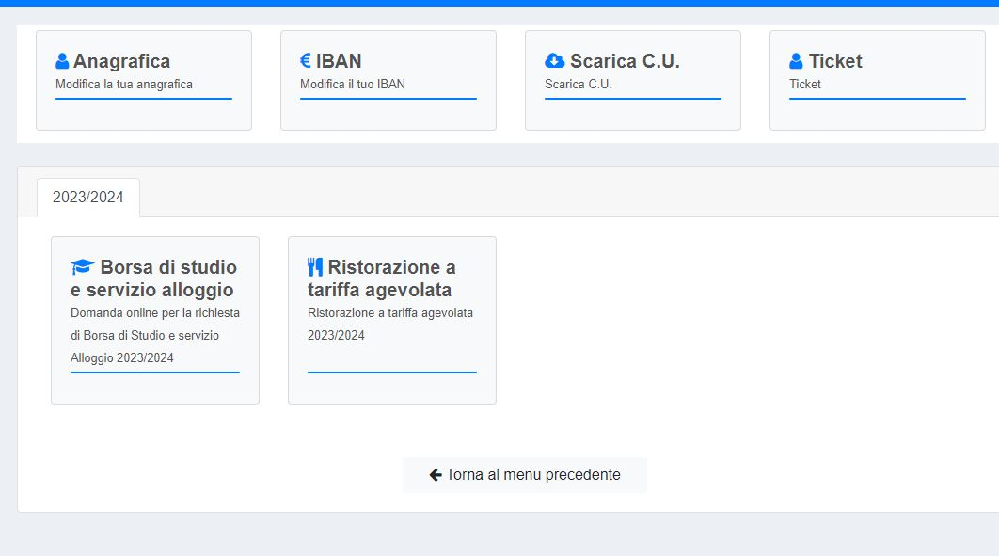 Anagrafica
Modifica la tua anagrafica
€ IBAN
Modifica il tuo IBAN
Scarica C.U.
Scarica C.U.
Ticket
Ticket
2023/2024
Borsa di studio
e servizio alloggio
Domanda online per la richiesta
di Borsa di Studio e servizio
Alloggio 2023/2024
Ristorazione a
tariffa agevolata
Ristorazione a tariffa agevolata
2023/2024
Torna al menu precedente